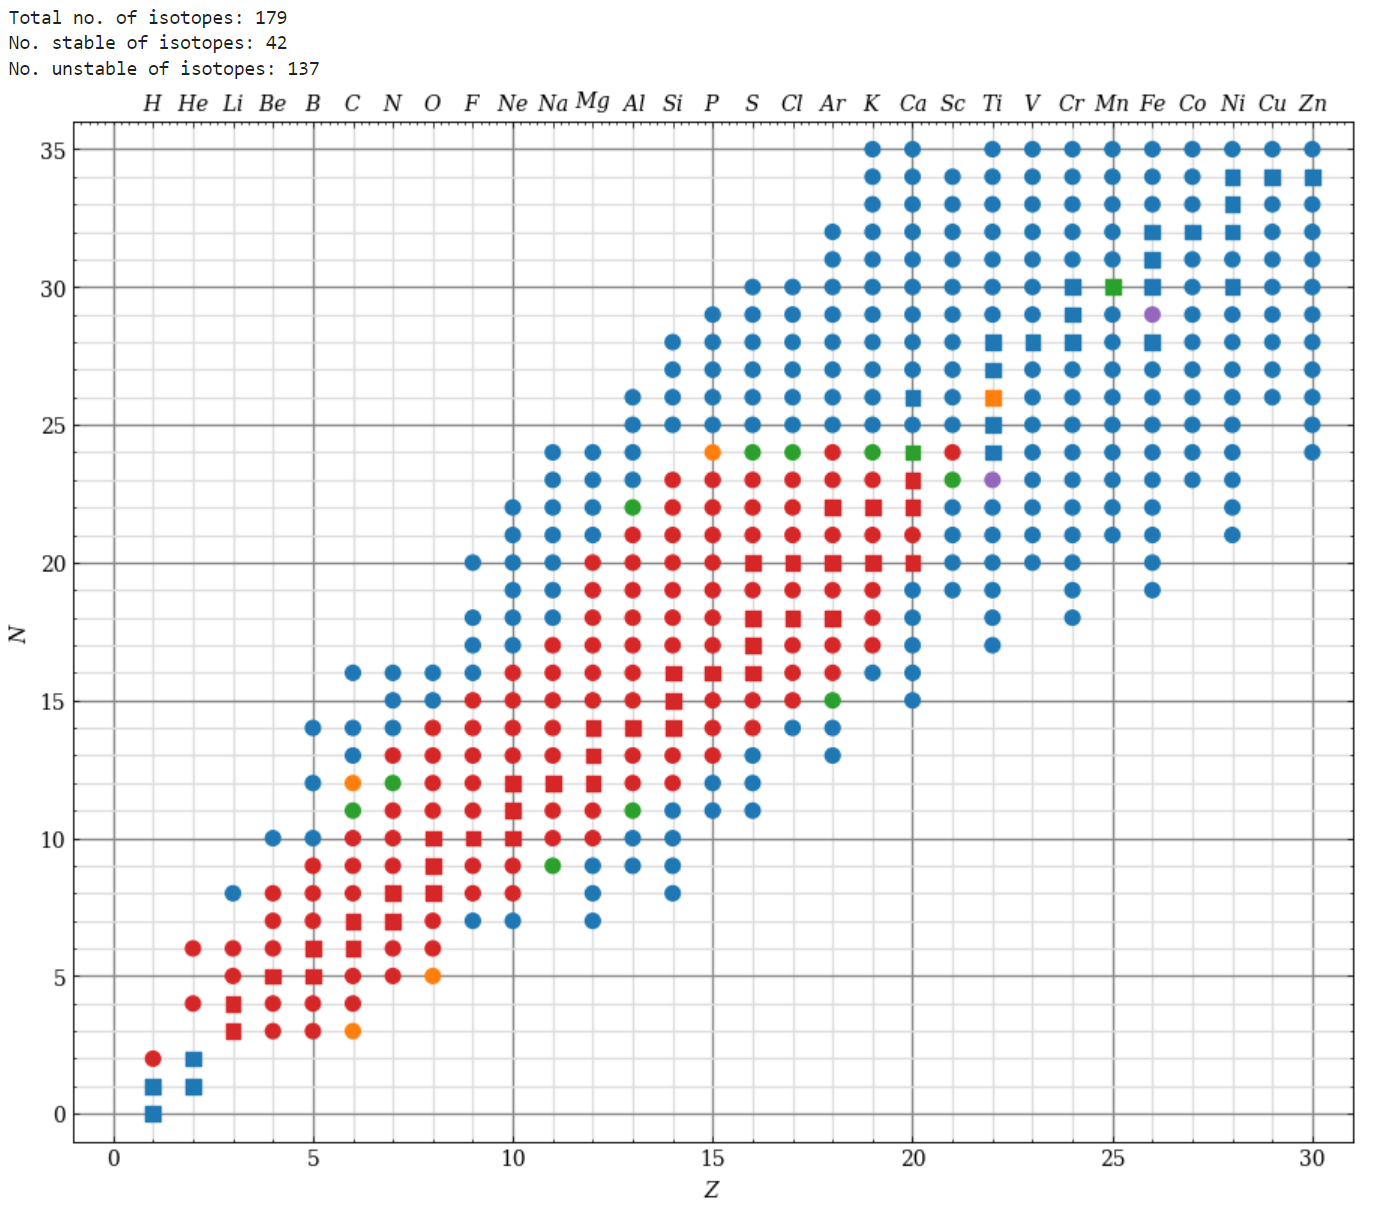 Total no. of isotopes: 179
No. stable of isotopes: 42
No. unstable of isotopes: 137
H He Li Be B C N O F Ne Na Mg Al Si P S Cl Ar K Ca Sc Ti V Cr Mn Fe Co Ni Cu Zn
35
30
25
20
N
15
10
5
0
0 5 10 15 20 25 30
Z